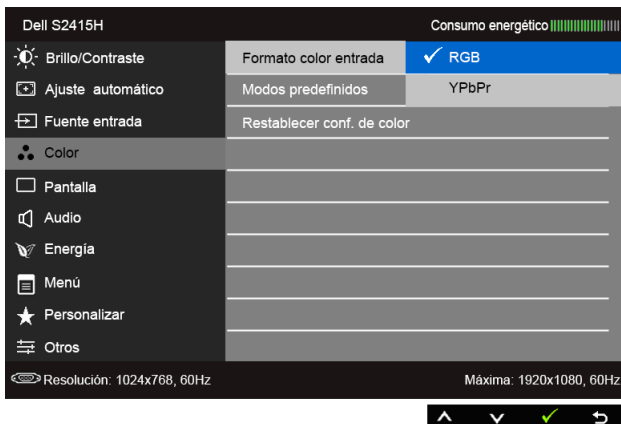 Dell S2415H Consumo energético
Brillo/Contraste Formato color entrada RGB
Ajuste automático Modos predefinidos YPbPr
Fuente entrada Restablecer conf. de color
Color
Pantalla
Audio
Energía
Menú
Personalizar
Otros
Resolución: 1024x768, 60Hz Máxima: 1920x1080, 60Hz